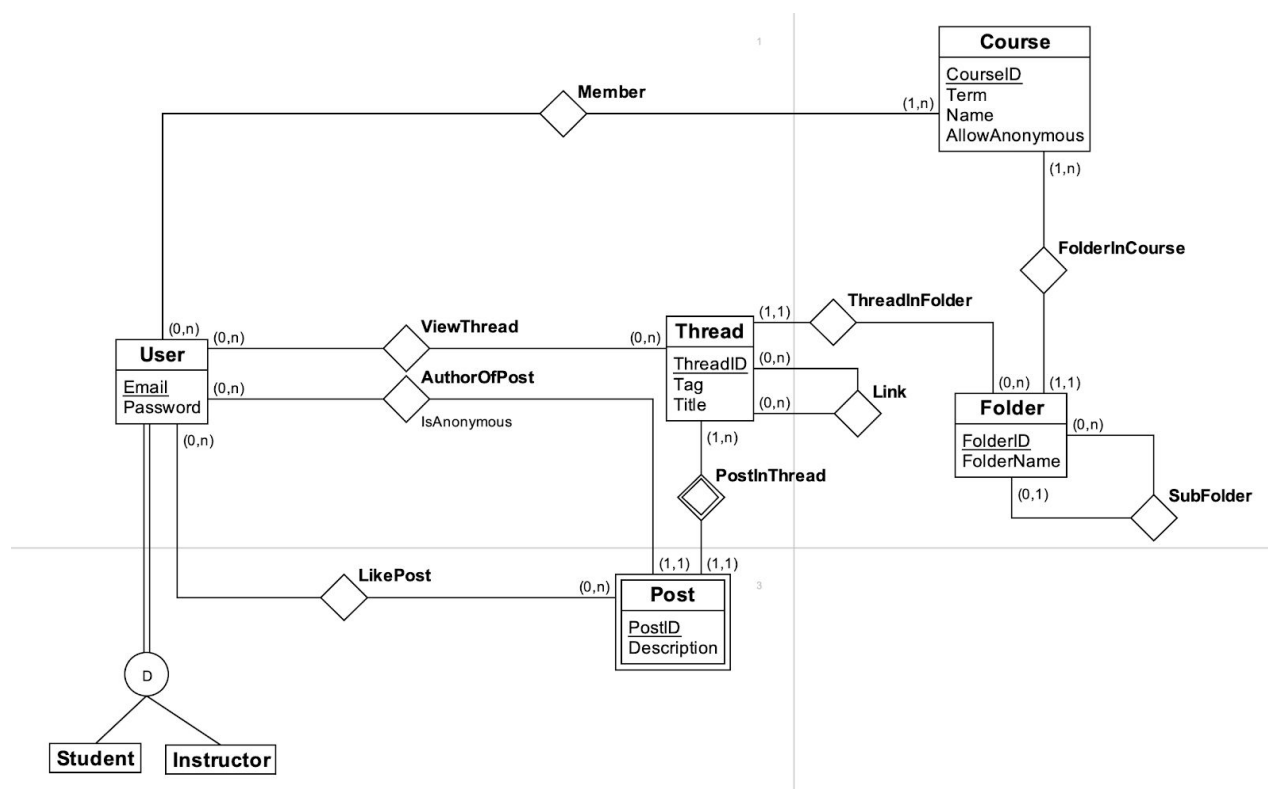 1
Course
CourseID
Term
Name
AllowAnonymous
Member
(1,n)
(1,n)
FolderInCourse
ThreadInFolder
(1,1)
(0,n)
(0,n)
ViewThread
(0,n)
Thread
ThreadID
Tag
Title
(0,n)
(0,n)
Link
User
Email
Password
(0,n)
AuthorOfPost
IsAnonymous
(0,n)
(0,n)
(1,1)
Folder
FolderID
FolderName
(0,n)
(0,1)
SubFolder
(1,n)
PostInThread
(0,n)
LikePost
(0,n)
(1,1)
(1,1)
3
Post
PostID
Description
D
Student
Instructor